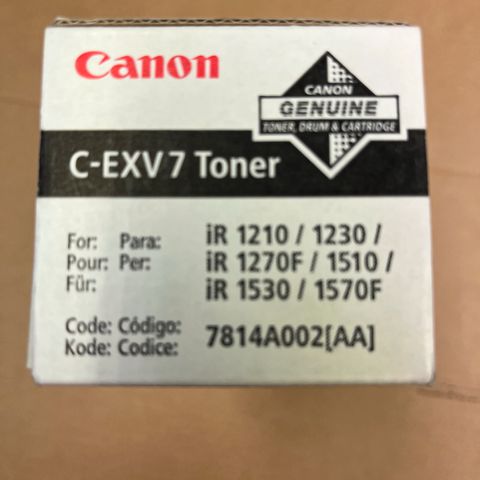 Canon
CANON
GENUINE
TONER, DRUM & CARTRIDGE
C-EXV 7 Toner
For: Para: iR 1210 / 1230 /
Pour: Per: iR 1270F / 1510 /
Für: iR 1530 / 1570F
Code: Código: 7814A002[AA]
Kode: Codice: